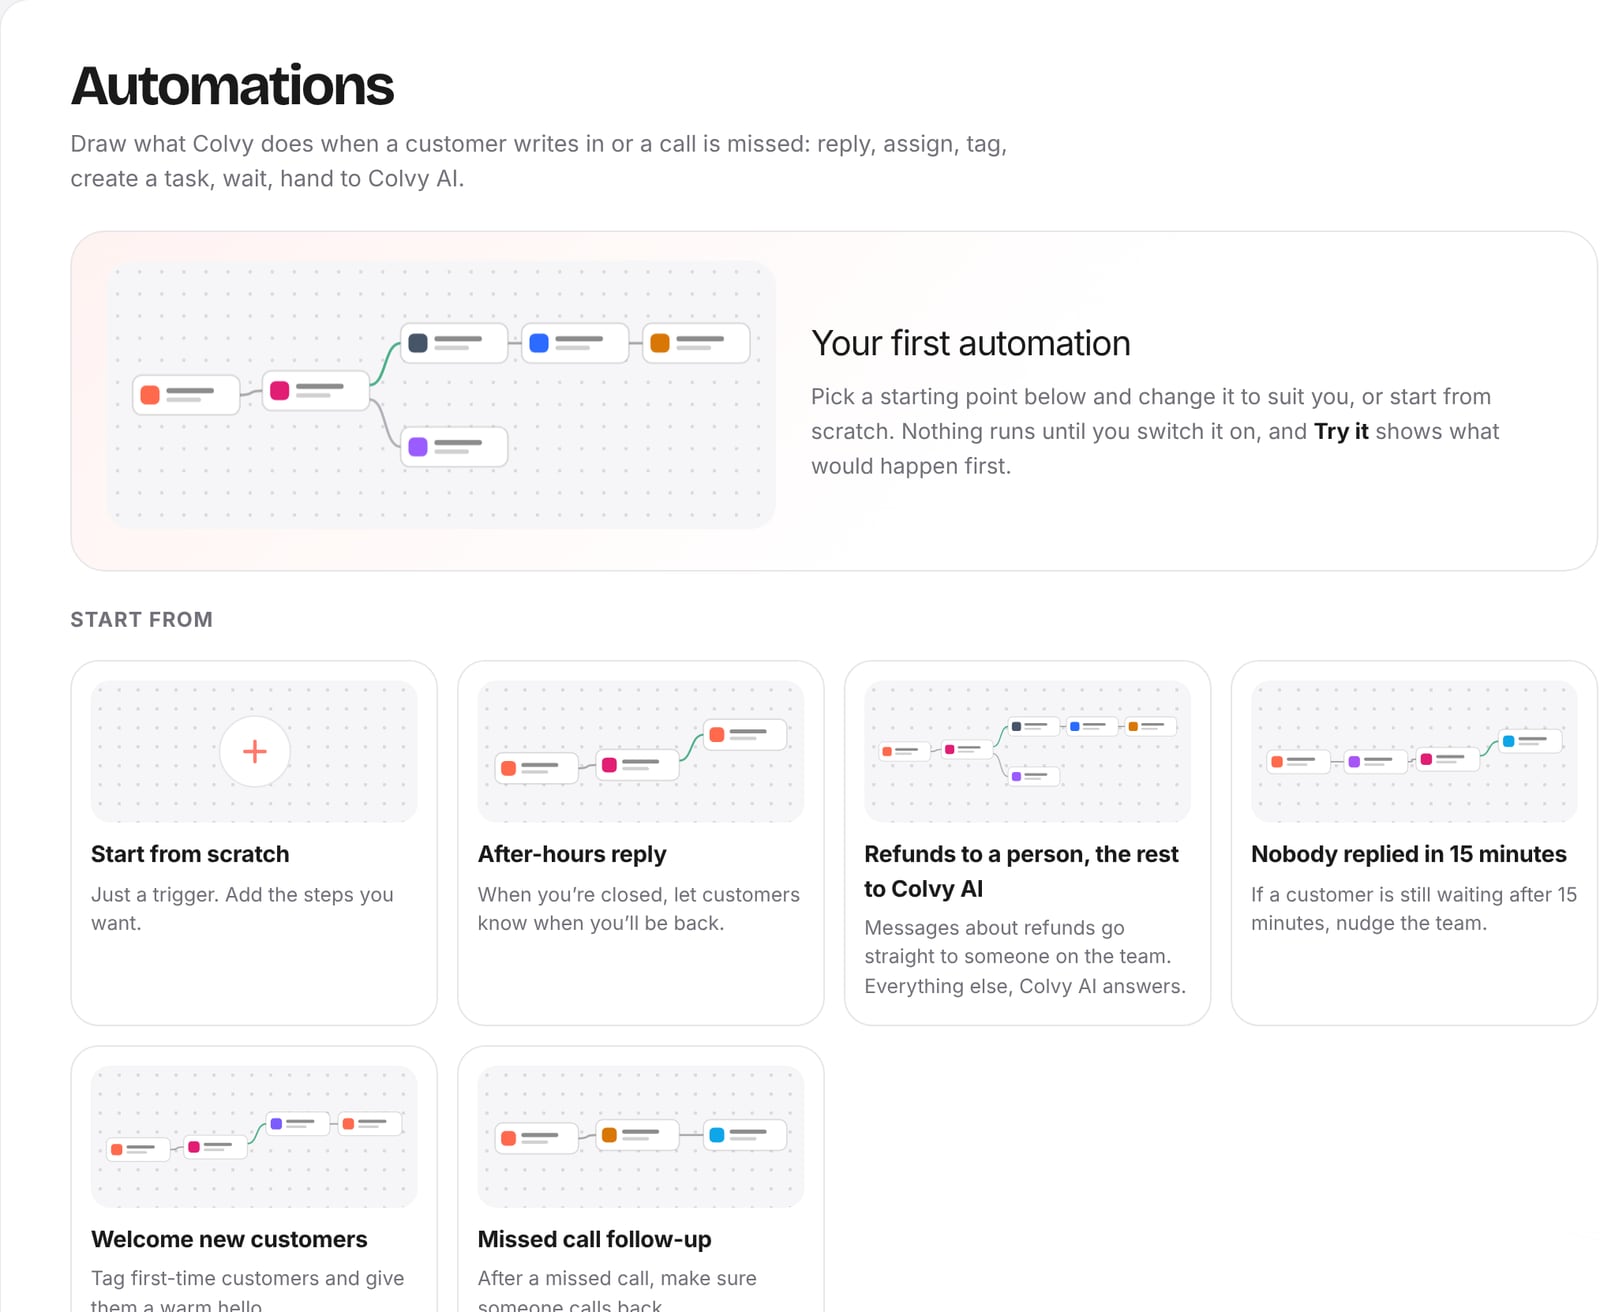 Automations
Draw what Colvy does when a customer writes in or a call is missed: reply, assign, tag,
create a task, wait, hand to Colvy AI.
Your first automation
Pick a starting point below and change it to suit you, or start from
scratch. Nothing runs until you switch it on, and Try it shows what
would happen first.
START FROM
Start from scratch
Just a trigger. Add the steps you
want.
After-hours reply
When you’re closed, let customers
know when you’ll be back.
Refunds to a person, the rest
to Colvy AI
Messages about refunds go
straight to someone on the team.
Everything else, Colvy AI answers.
Nobody replied in 15 minutes
If a customer is still waiting after 15
minutes, nudge the team.
Welcome new customers
Tag first-time customers and give
them a warm hello.
Missed call follow-up
After a missed call, make sure
someone calls back.